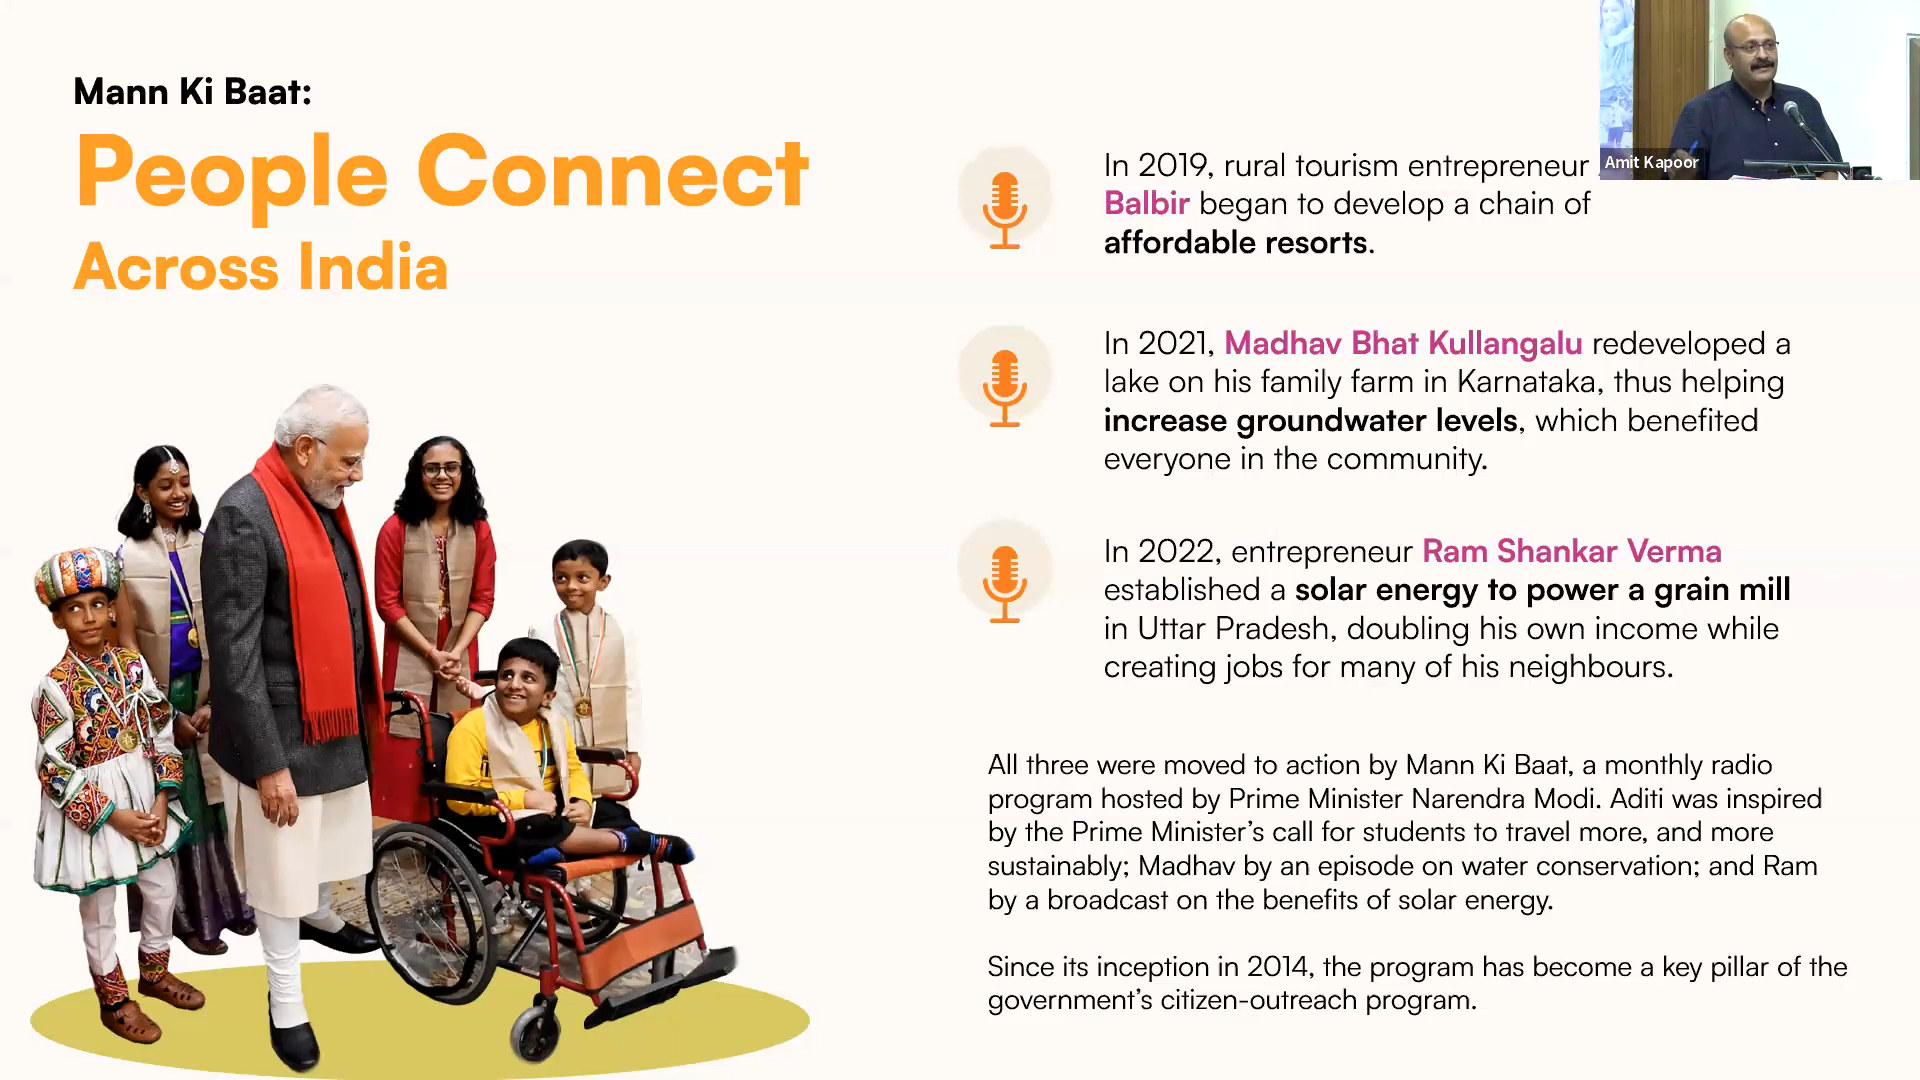 Mann Ki Baat:
People Connect
Across India
In 2019, rural tourism entrepreneur
Balbir began to develop a chain of
affordable resorts.
In 2021, Madhav Bhat Kullangalu redeveloped a
lake on his family farm in Karnataka, thus helping
increase groundwater levels, which benefited
everyone in the community.
In 2022, entrepreneur Ram Shankar Verma
established a solar energy to power a grain mill
in Uttar Pradesh, doubling his own income while
creating jobs for many of his neighbours.
All three were moved to action by Mann Ki Baat, a monthly radio
program hosted by Prime Minister Narendra Modi. Aditi was inspired
by the Prime Minister’s call for students to travel more, and more
sustainably; Madhav by an episode on water conservation; and Ram
by a broadcast on the benefits of solar energy.
Since its inception in 2014, the program has become a key pillar of the
government’s citizen-outreach program.
Amit Kapoor